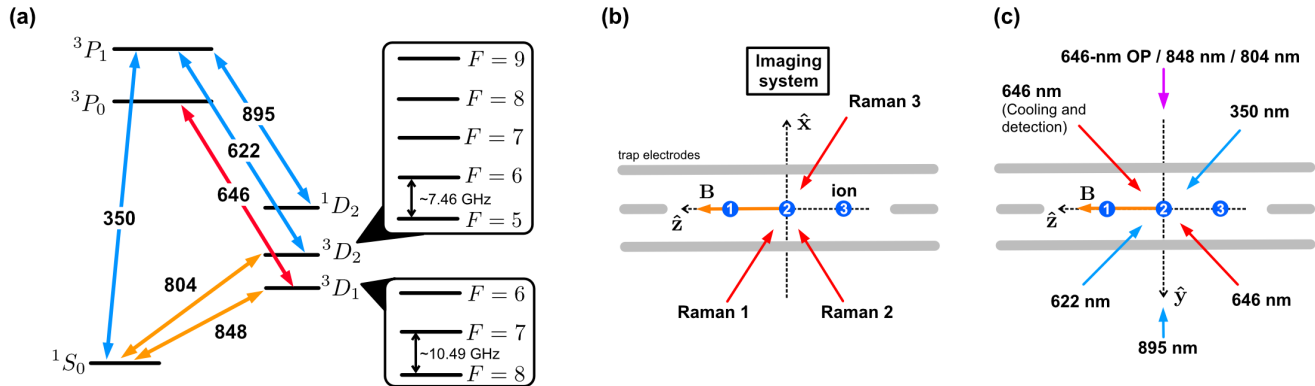 (a)
³P₁
³P₀
895
622
646
350
¹D₂
³D₂
³D₁
804
848
¹S₀
F = 9
F = 8
F = 7
F = 6
~7.46 GHz
F = 5
F = 6
F = 7
~10.49 GHz
F = 8
(b)
Imaging
system
Raman 3
x̂
trap electrodes
B
ion
ẑ
1
2
3
Raman 1
Raman 2
(c)
646-nm OP / 848 nm / 804 nm
646 nm
(Cooling and
detection)
350 nm
B
ẑ
1
2
3
622 nm
ŷ
646 nm
895 nm